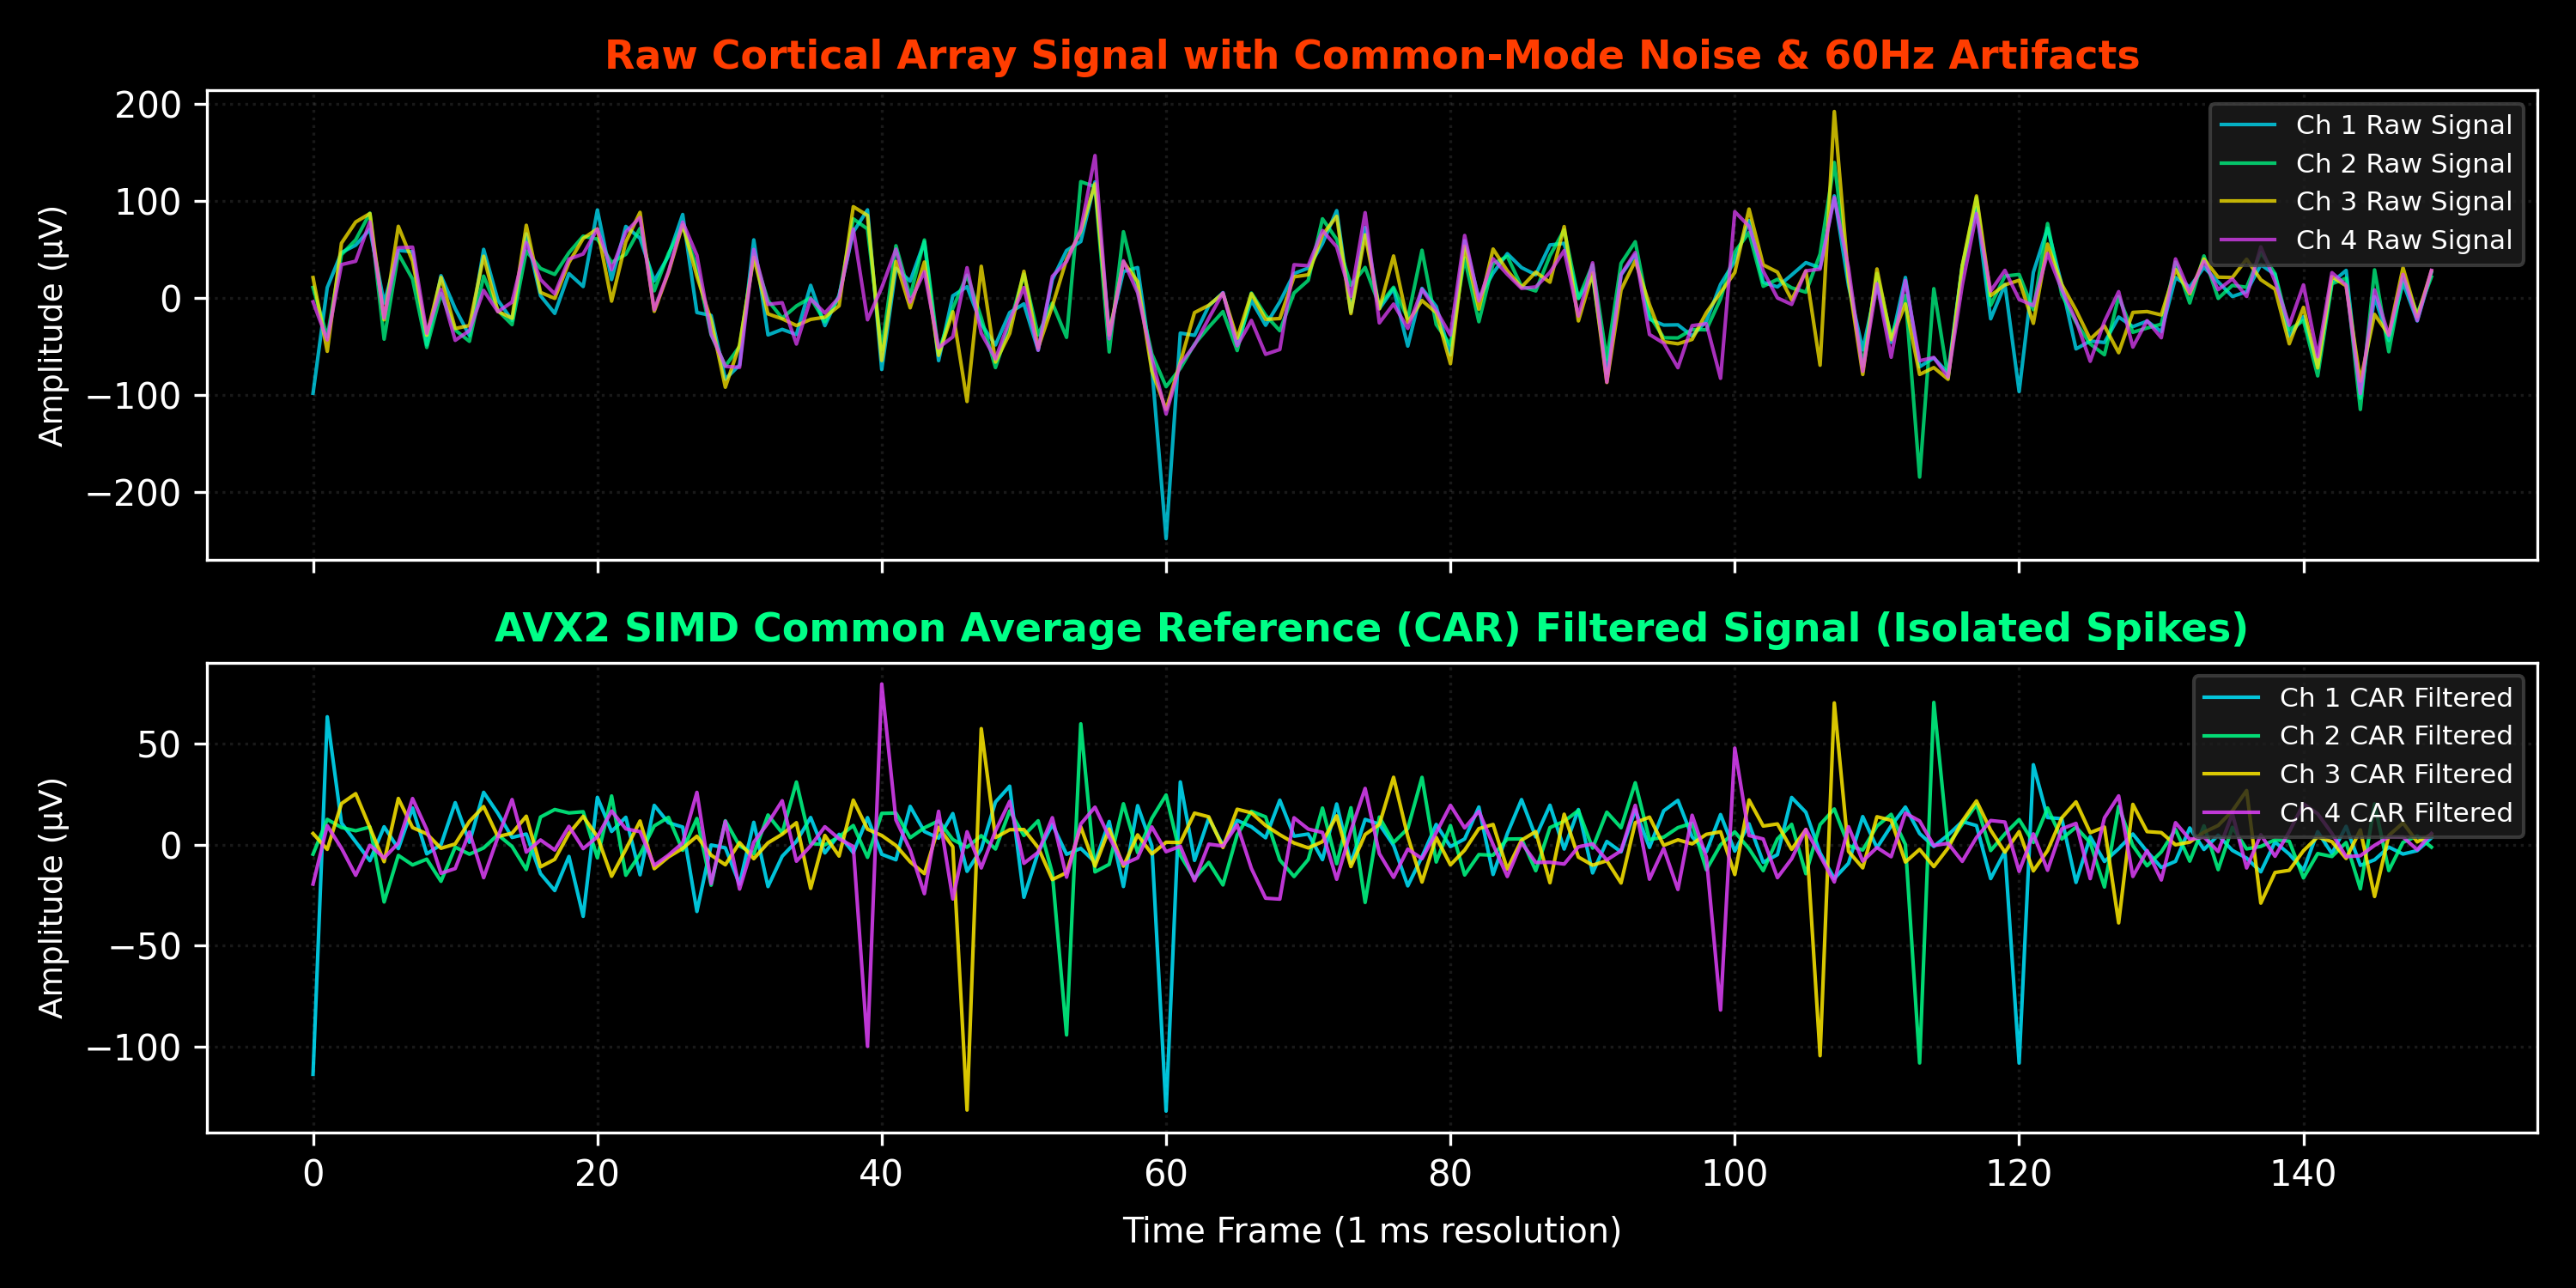 Raw Cortical Array Signal with Common-Mode Noise & 60Hz Artifacts
200
100
0
−100
−200
Amplitude (µV)
Ch 1 Raw Signal
Ch 2 Raw Signal
Ch 3 Raw Signal
Ch 4 Raw Signal
AVX2 SIMD Common Average Reference (CAR) Filtered Signal (Isolated Spikes)
50
0
−50
−100
Amplitude (µV)
Ch 1 CAR Filtered
Ch 2 CAR Filtered
Ch 3 CAR Filtered
Ch 4 CAR Filtered
0 20 40 60 80 100 120 140
Time Frame (1 ms resolution)